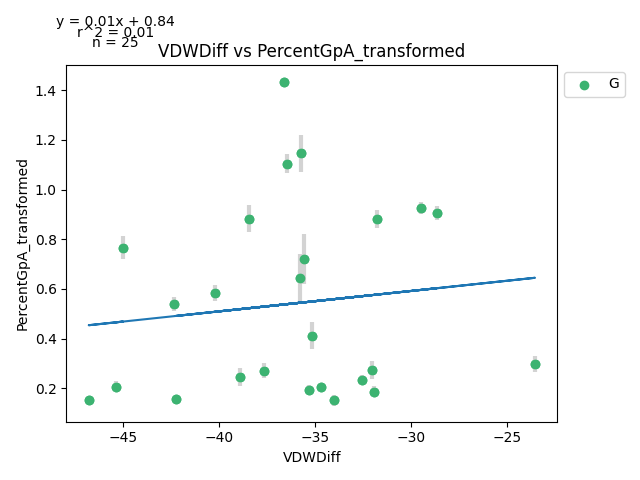 y = 0.01x + 0.84
r^2 = 0.01
n = 25
VDWDiff vs PercentGpA_transformed
G
PercentGpA_transformed
1.4
1.2
1.0
0.8
0.6
0.4
0.2
−45
−40
−35
−30
−25
VDWDiff